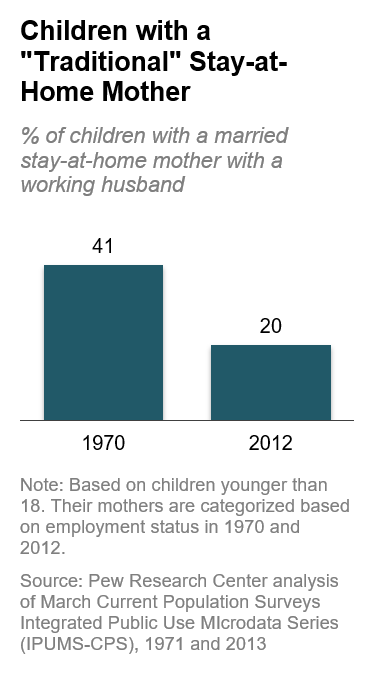 Children with a
"Traditional" Stay-at-
Home Mother
% of children with a married
stay-at-home mother with a
working husband
41
20
1970
2012
Note: Based on children younger than
18. Their mothers are categorized based
on employment status in 1970 and
2012.
Source: Pew Research Center analysis
of March Current Population Surveys
Integrated Public Use MIcrodata Series
(IPUMS-CPS), 1971 and 2013